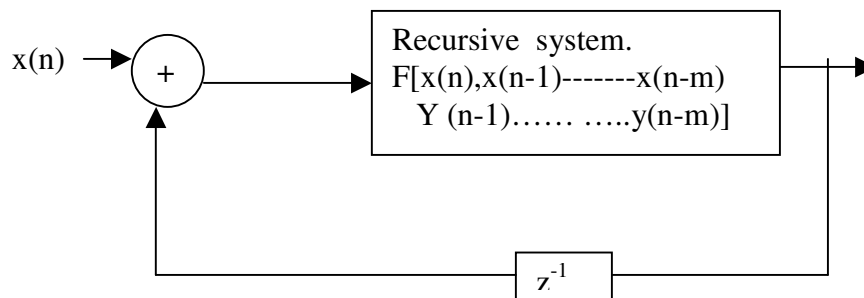 x(n)
+
Recursive system.
F[x(n),x(n-1)-------x(n-m)
Y (n-1)…… …..y(n-m)]
z⁻¹